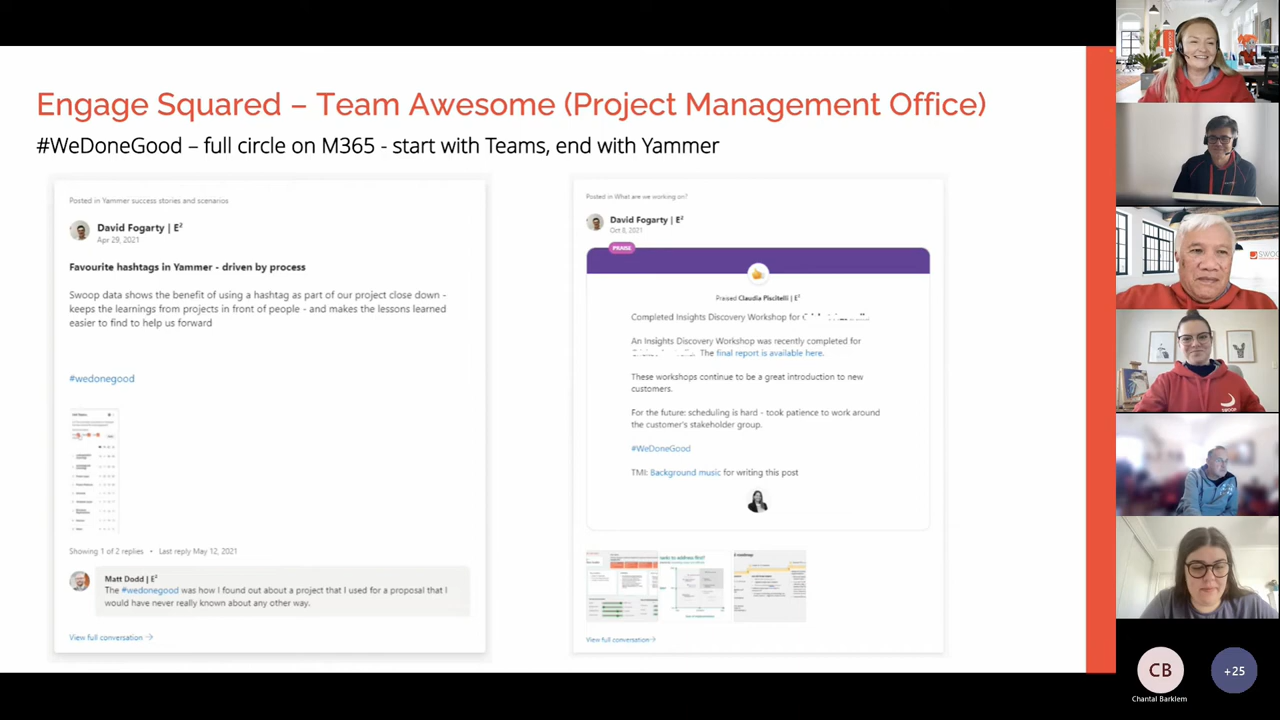 Engage Squared – Team Awesome (Project Management Office)
#WeDoneGood – full circle on M365 - start with Teams, end with Yammer
Posted in Yammer success stories and scenarios
David Fogarty | E²
Apr 29, 2021
Favourite hashtags in Yammer - driven by process
Swoop data shows the benefit of using a hashtag as part of our project close down -
keeps the learnings from projects in front of people - and makes the lessons learned
easier to find to help us forward
#wedonegood
Showing 1 of 2 replies • Last reply May 12, 2021
Matt Dodd | E²
The #wedonegood was how I found out about a project that I used for a proposal that I
would have never really known about any other way.
View full conversation →
Posted in What are we working on?
David Fogarty | E²
Oct 8, 2021
PRAISE
Praised Claudia Piscitelli | E²
Completed Insights Discovery Workshop for
An Insights Discovery Workshop was recently completed for
The final report is available here.
These workshops continue to be a great introduction to new
customers.
For the future: scheduling is hard - took patience to work around
the customer's stakeholder group.
#WeDoneGood
TMI: Background music for writing this post
View full conversation→
SWOOP
CB
+25
Chantal Barklem